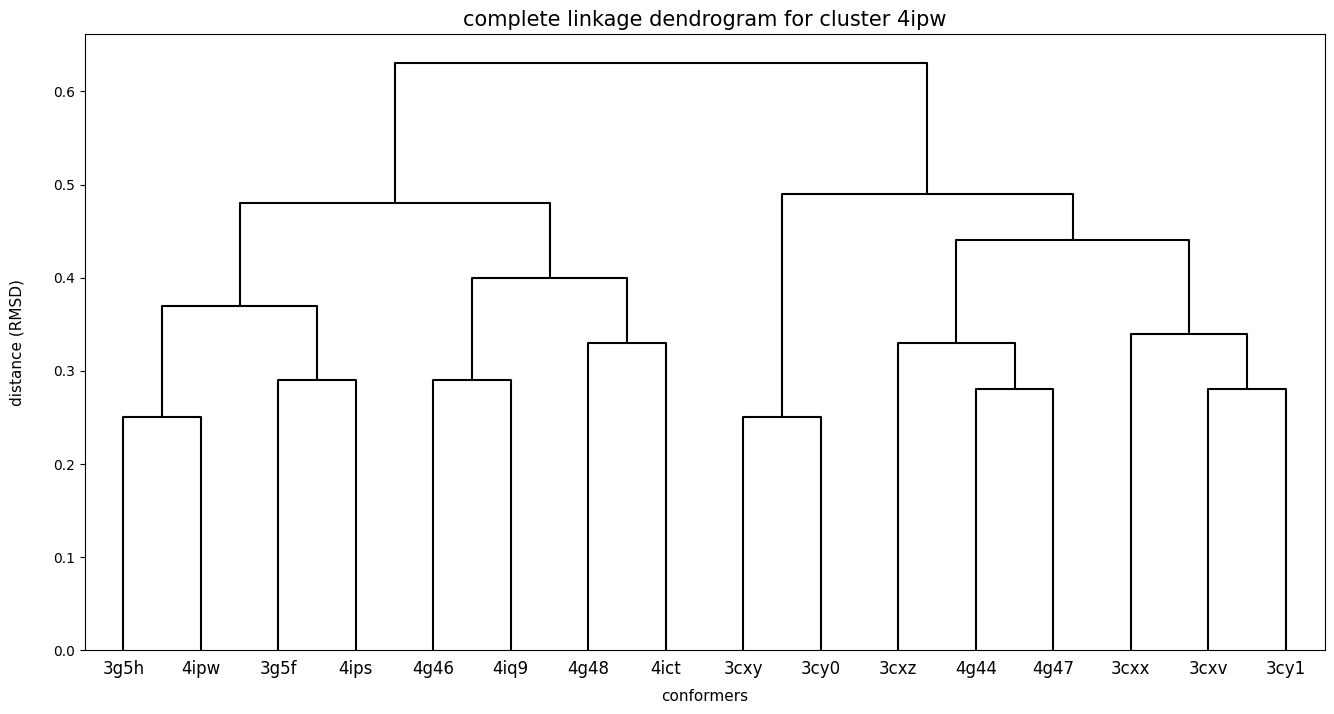 complete linkage dendrogram for cluster 4ipw
0.6
0.5
0.4
0.3
0.2
0.1
0.0
distance (RMSD)
3g5h 4ipw 3g5f 4ips 4g46 4iq9 4g48 4ict 3cxy 3cy0 3cxz 4g44 4g47 3cxx 3cxv 3cy1
conformers